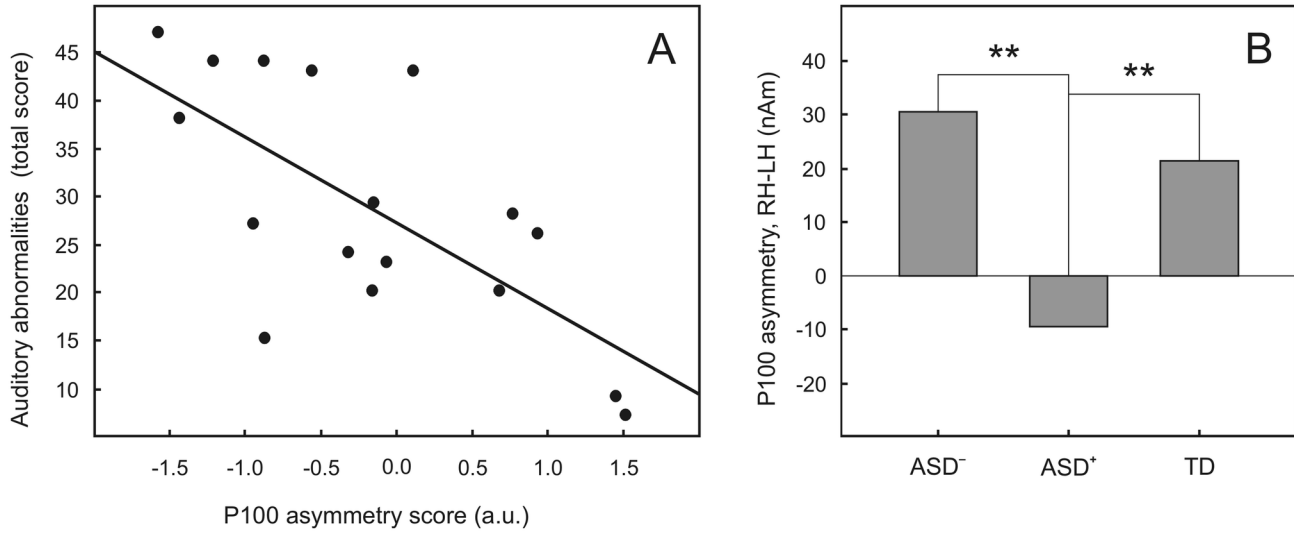 A
Auditory abnormalities (total score)
45
40
35
30
25
20
15
10
-1.5 -1.0 -0.5 0.0 0.5 1.0 1.5
P100 asymmetry score (a.u.)
B
P100 asymmetry, RH-LH (nAm)
** **
40
30
20
10
0
-10
-20
ASD⁻ ASD⁺ TD